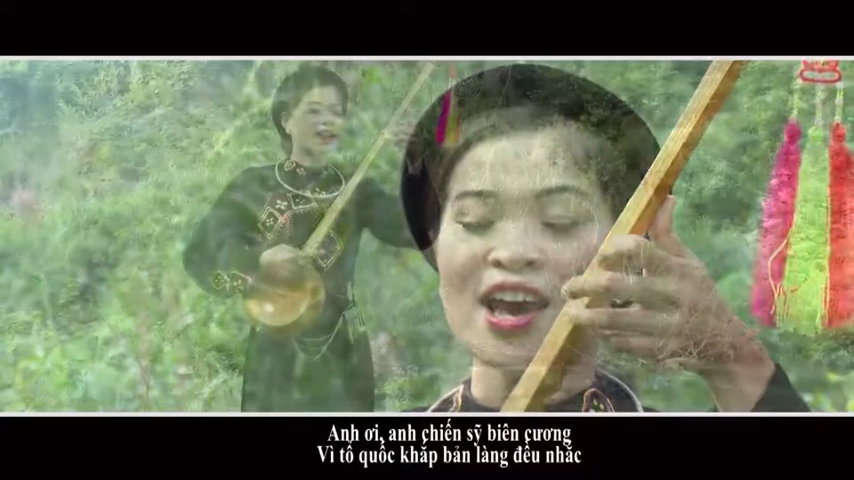 Anh ơi, anh chiến sỹ biên cương
Vì tổ quốc khắp bản làng đều nhắc